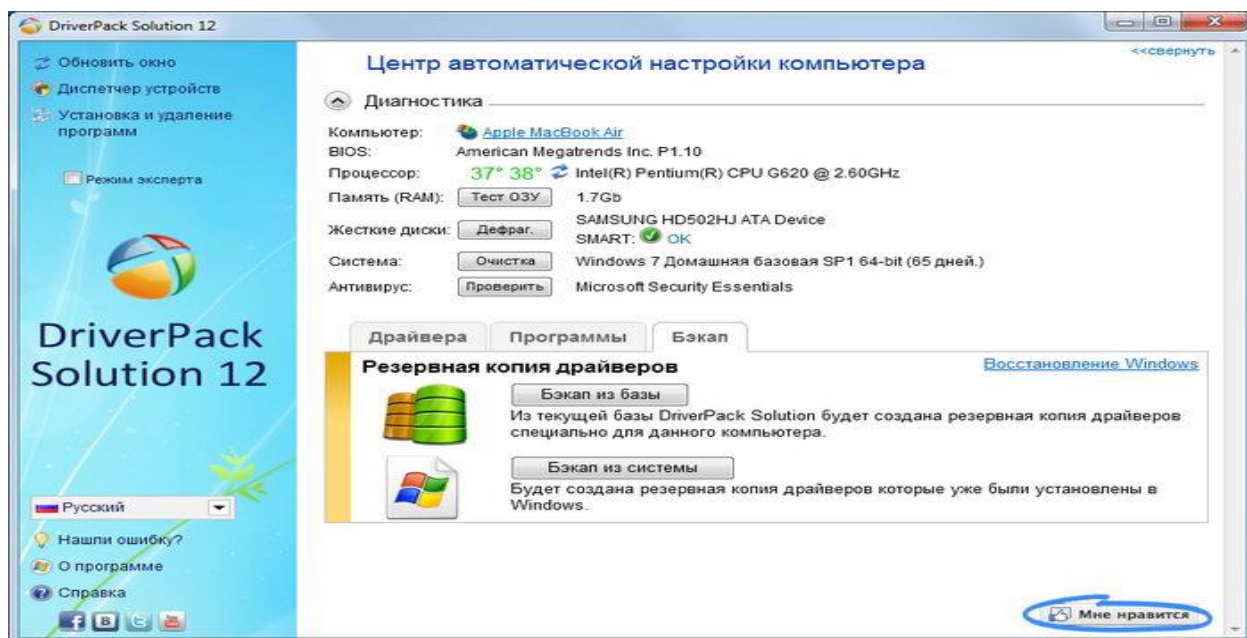 DriverPack Solution 12
Обновить окно
Диспетчер устройств
Установка и удаление
программ
Режим эксперта
DriverPack
Solution 12
Русский
Нашли ошибку?
О программе
Справка
<<свернуть
Центр автоматической настройки компьютера
Диагностика
Компьютер: Apple MacBook Air
BIOS: American Megatrends Inc. P1.10
Процессор: 37° 38° Intel(R) Pentium(R) CPU G620 @ 2.60GHz
Память (RAM): Тест ОЗУ 1.7Gb
Жесткие диски: Дефраг. SAMSUNG HD502HJ ATA Device
SMART: OK
Система: Очистка Windows 7 Домашняя базовая SP1 64-bit (65 дней.)
Антивирус: Проверить Microsoft Security Essentials
Драйвера Программы Бэкап
Резервная копия драйверов Восстановление Windows
Бэкап из базы
Из текущей базы DriverPack Solution будет создана резервная копия драйверов
специально для данного компьютера.
Бэкап из системы
Будет создана резервная копия драйверов которые уже были установлены в
Windows.
Мне нравится